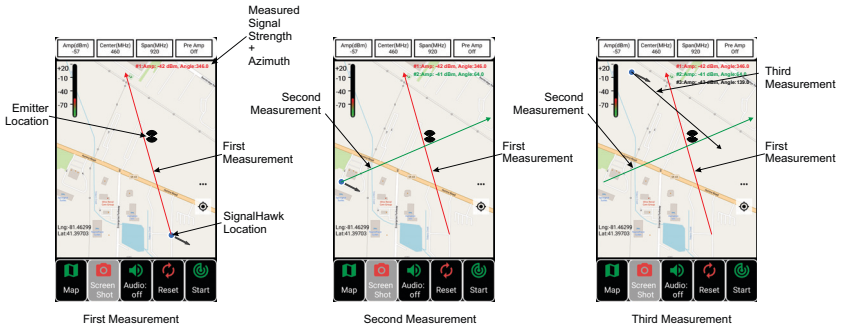 Measured
Signal
Strength
+
Azimuth
Emitter
Location
First
Measurement
SignalHawk
Location
Amp(dBm)
-57
Center(MHz)
460
Span(MHz)
920
Pre Amp
Off
+20
-10
-40
-70
#1:Amp: -42 dBm, Angle:346.0
...
Lng:-81.46299
Lat:41.39703
Map
Screen
Shot
Audio:
off
Reset
Start
First Measurement
Second
Measurement
First
Measurement
Amp(dBm)
-57
Center(MHz)
460
Span(MHz)
920
Pre Amp
Off
+20
-10
-40
-70
#1:Amp: -42 dBm, Angle:346.0
#2:Amp: -41 dBm, Angle:64.0
...
Lng:-81.46299
Lat:41.39703
Map
Screen
Shot
Audio:
off
Reset
Start
Second Measurement
Second
Measurement
Third
Measurement
First
Measurement
Amp(dBm)
-57
Center(MHz)
460
Span(MHz)
920
Pre Amp
Off
+20
-10
-40
-70
#1:Amp: -42 dBm, Angle:346.0
#2:Amp: -41 dBm, Angle:64.0
#3:Amp: -43 dBm, Angle:130.0
...
Lng:-81.46299
Lat:41.39703
Map
Screen
Shot
Audio:
off
Reset
Start
Third Measurement